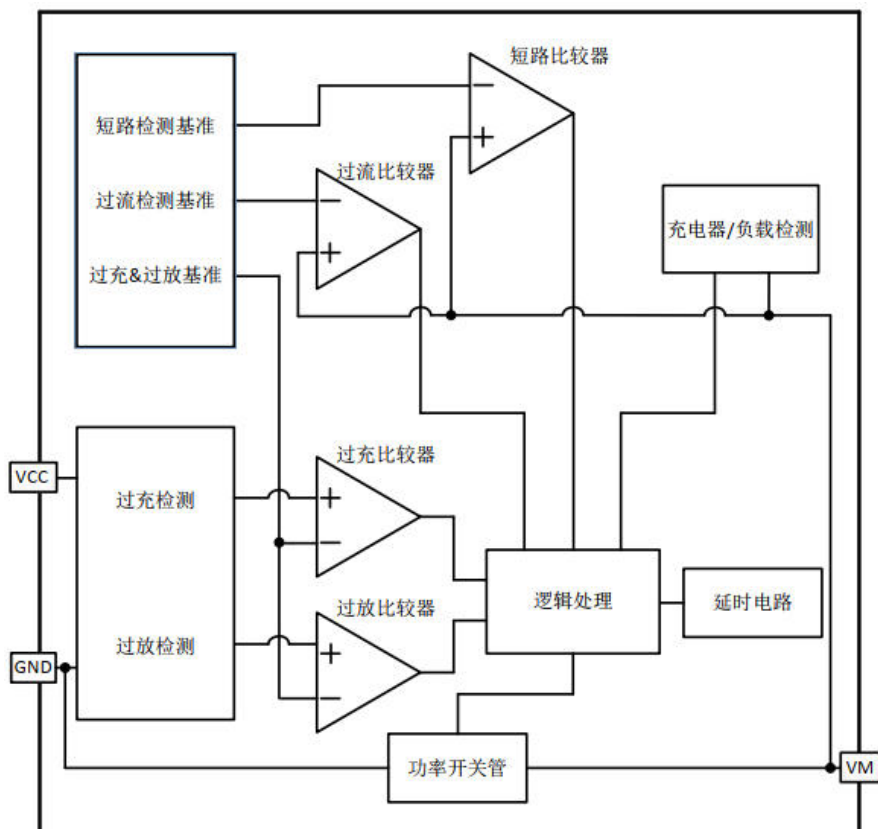 短路比较器
短路检测基准
过流比较器
过流检测基准
充电器/负载检测
过充&过放基准
过充比较器
VCC
过充检测
逻辑处理
延时电路
过放比较器
过放检测
GND
功率开关管
VM